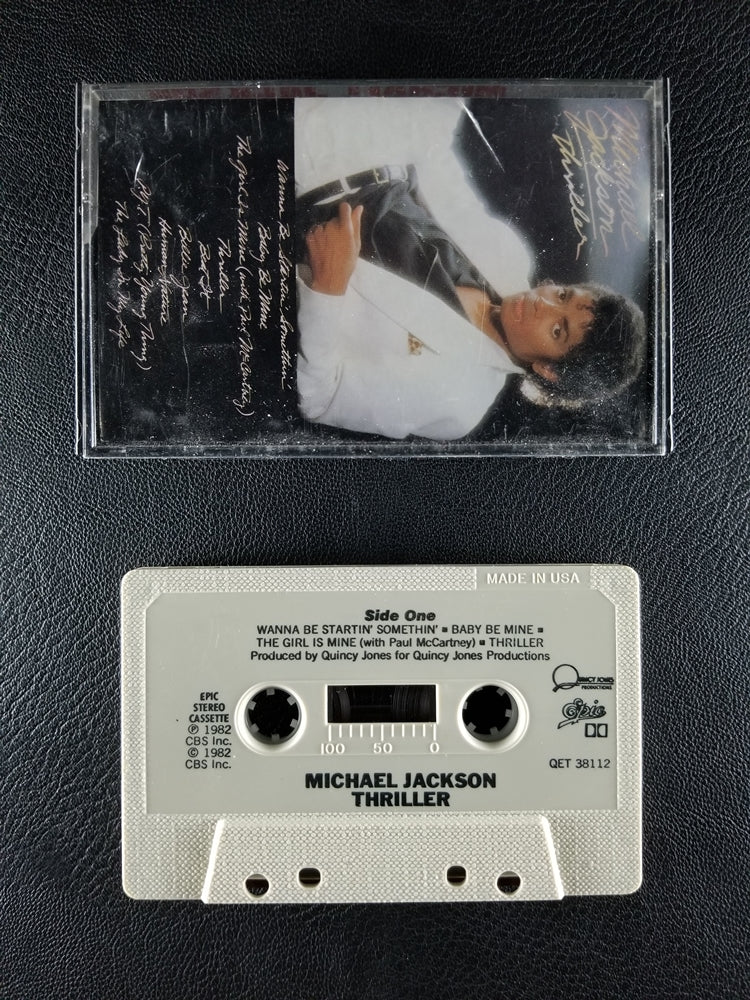 Michael
Jackson
Thriller
Wanna Be Startin' Somethin'
Baby Be Mine
The Girl Is Mine (with Paul McCartney)
Thriller
Beat It
Billie Jean
Human Nature
P.Y.T. (Pretty Young Thing)
The Lady In My Life
MADE IN USA
Side One
WANNA BE STARTIN' SOMETHIN' ■ BABY BE MINE ■
THE GIRL IS MINE (with Paul McCartney) ■ THRILLER
Produced by Quincy Jones for Quincy Jones Productions
QUINCY JONES
PRODUCTIONS
EPIC
STEREO
CASSETTE
℗ 1982
CBS Inc.
© 1982
CBS Inc.
Epic
100 50 0
QET 38112
MICHAEL JACKSON
THRILLER